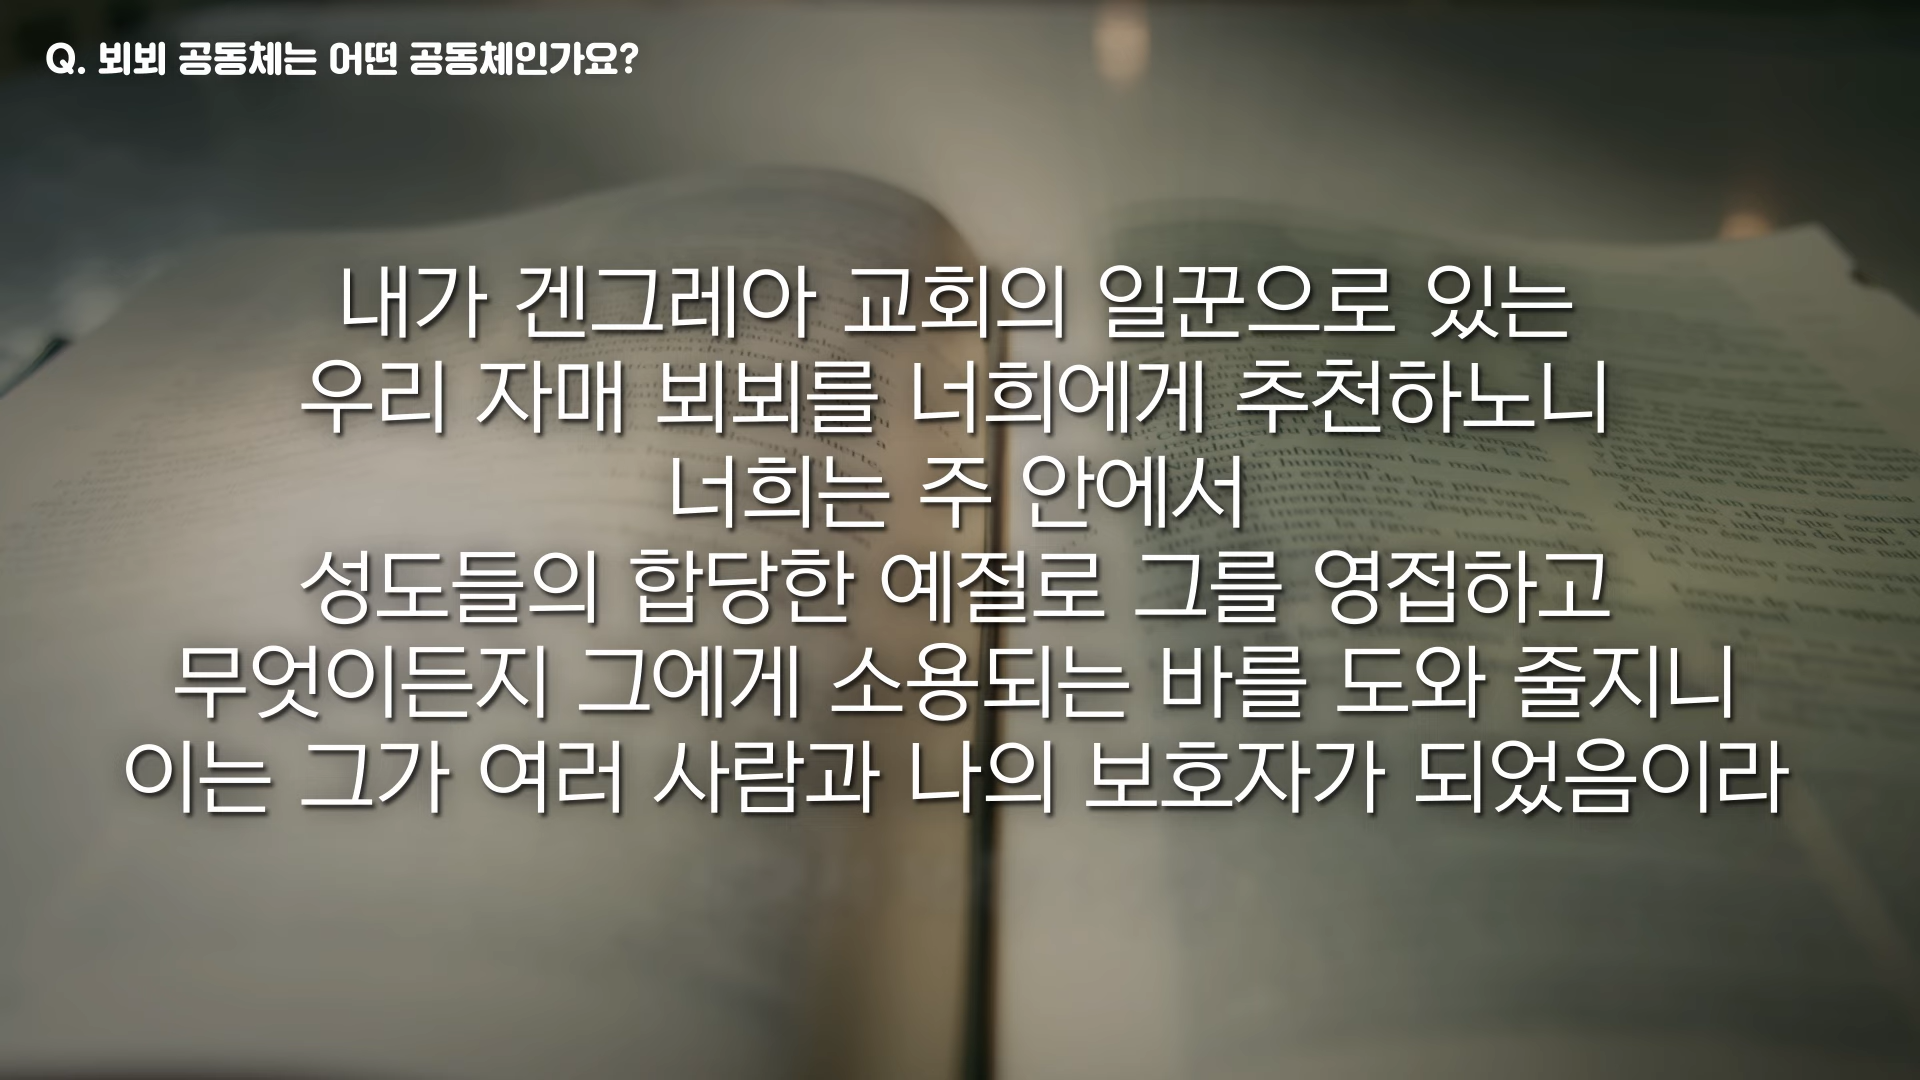 Q. 뵈뵈 공동체는 어떤 공동체인가요?
내가 겐그레아 교회의 일꾼으로 있는
우리 자매 뵈뵈를 너희에게 추천하노니
너희는 주 안에서
성도들의 합당한 예절로 그를 영접하고
무엇이든지 그에게 소용되는 바를 도와 줄지니
이는 그가 여러 사람과 나의 보호자가 되었음이라